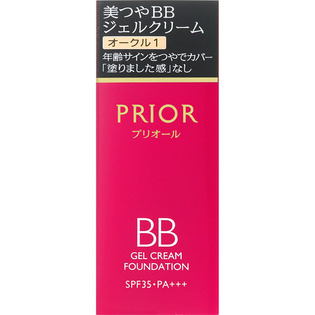 美つやBB
ジェルクリーム
オークル1
年齢サインをつやでカバー
「塗りました感」なし
PRIOR
プリオール
BB
GEL CREAM
FOUNDATION
SPF35・PA+++